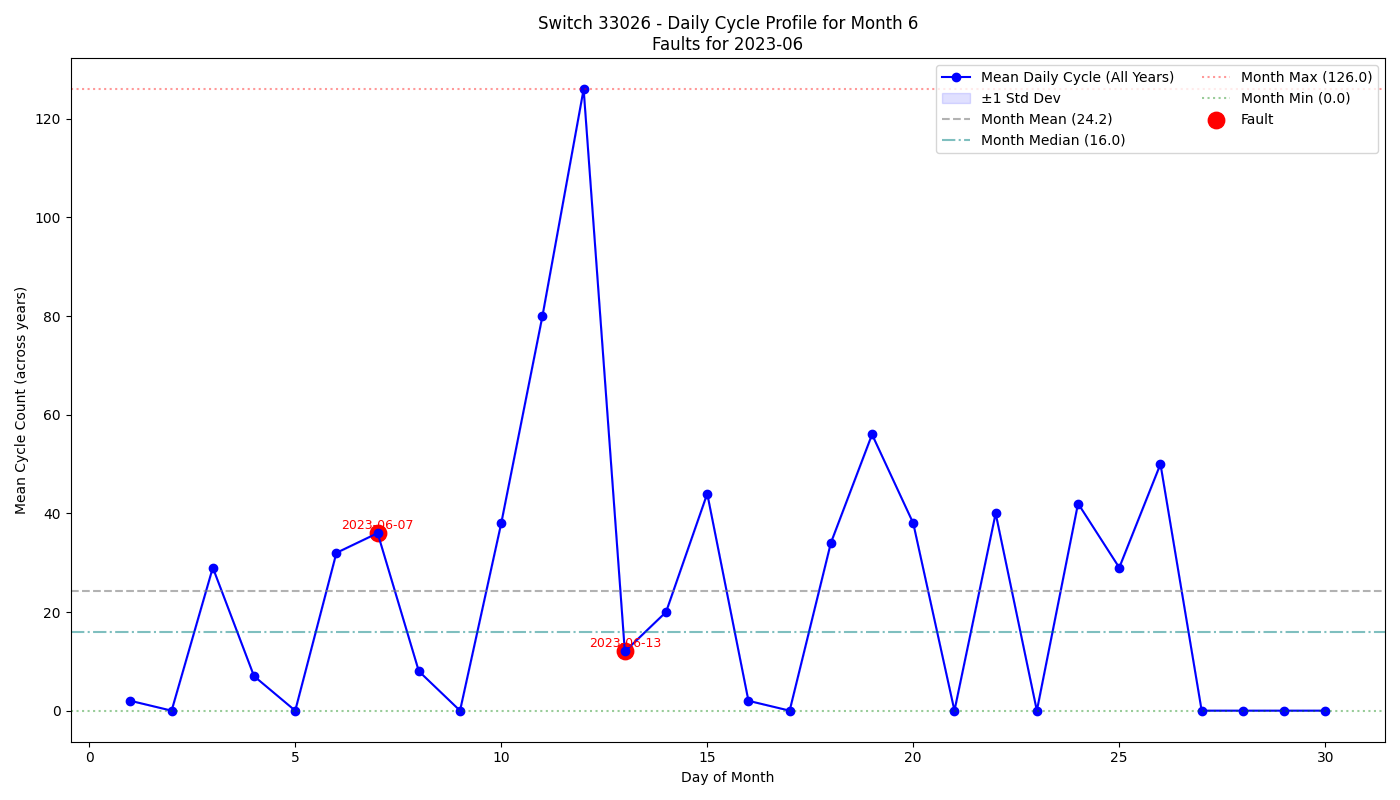 Switch 33026 - Daily Cycle Profile for Month 6
Faults for 2023-06
Mean Daily Cycle (All Years)
±1 Std Dev
Month Mean (24.2)
Month Median (16.0)
Month Max (126.0)
Month Min (0.0)
Fault
Mean Cycle Count (across years)
120
100
80
60
40
20
0
2023-06-07
2023-06-13
0 5 10 15 20 25 30
Day of Month